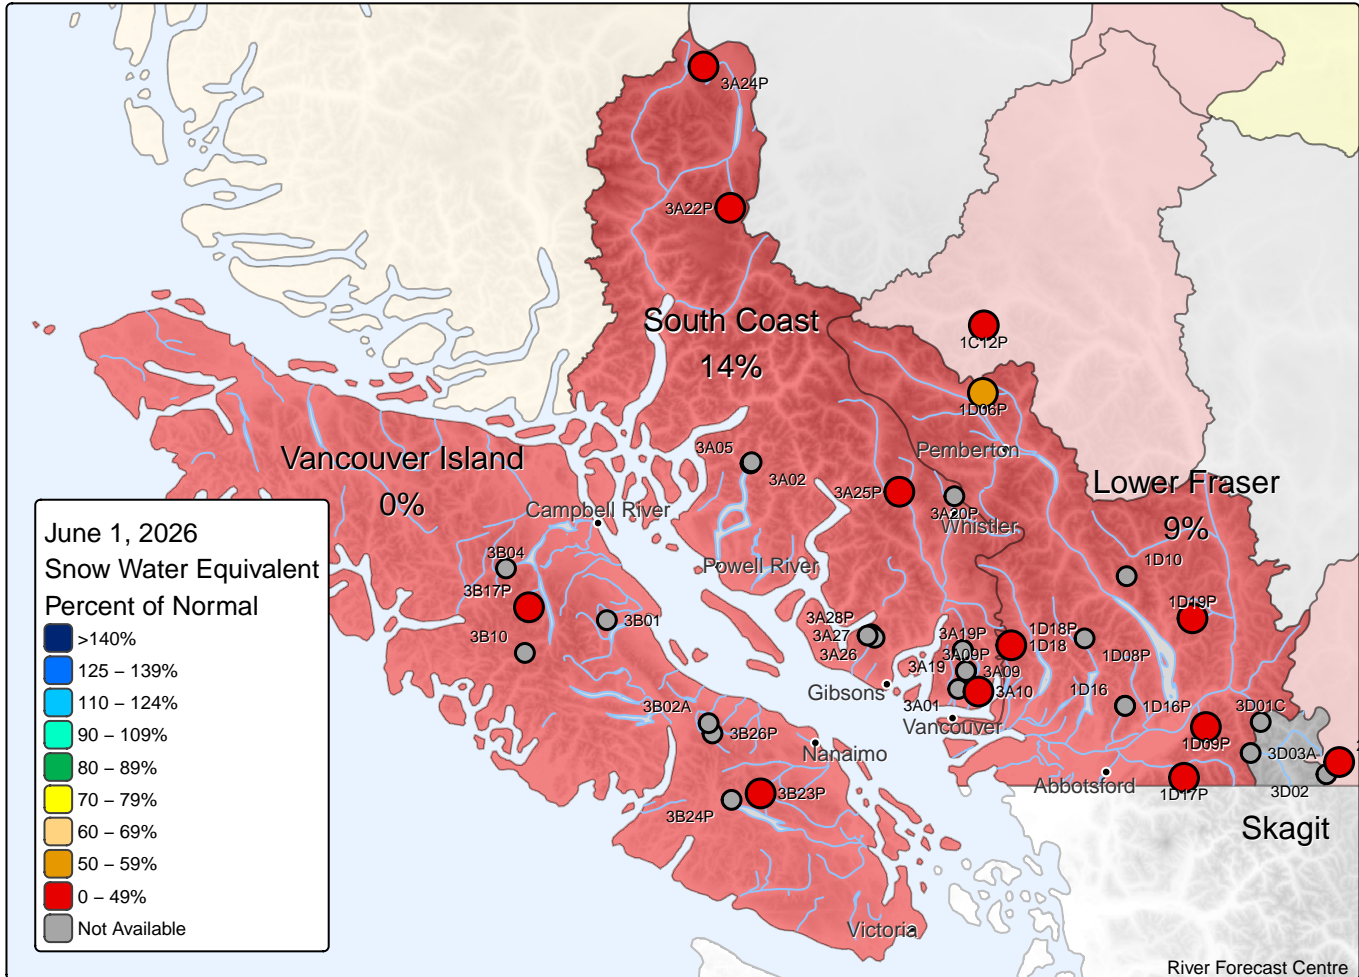 3A24P
3A22P
South Coast
14%
1C12P
1D06P
Pemberton
Vancouver Island
0%
3A05
3A02
3A25P
3A20P
Whistler
Lower Fraser
9%
Campbell River
Powell River
1D10
1D19P
3B04
3B17P
3B10
3B01
3A28P
3A27
3A26
3A19P
3A09P
3A19
3A09
3A10
3A01
1D18P
1D18
1D08P
1D16
1D16P
Gibsons
Vancouver
3B02A
3B26P
Nanaimo
3D01C
1D09P
3D03A
3D02
2
Abbotsford
1D17P
3B23P
3B24P
Skagit
Victoria
June 1, 2026
Snow Water Equivalent
Percent of Normal
>140%
125 – 139%
110 – 124%
90 – 109%
80 – 89%
70 – 79%
60 – 69%
50 – 59%
0 – 49%
Not Available
River Forecast Centre